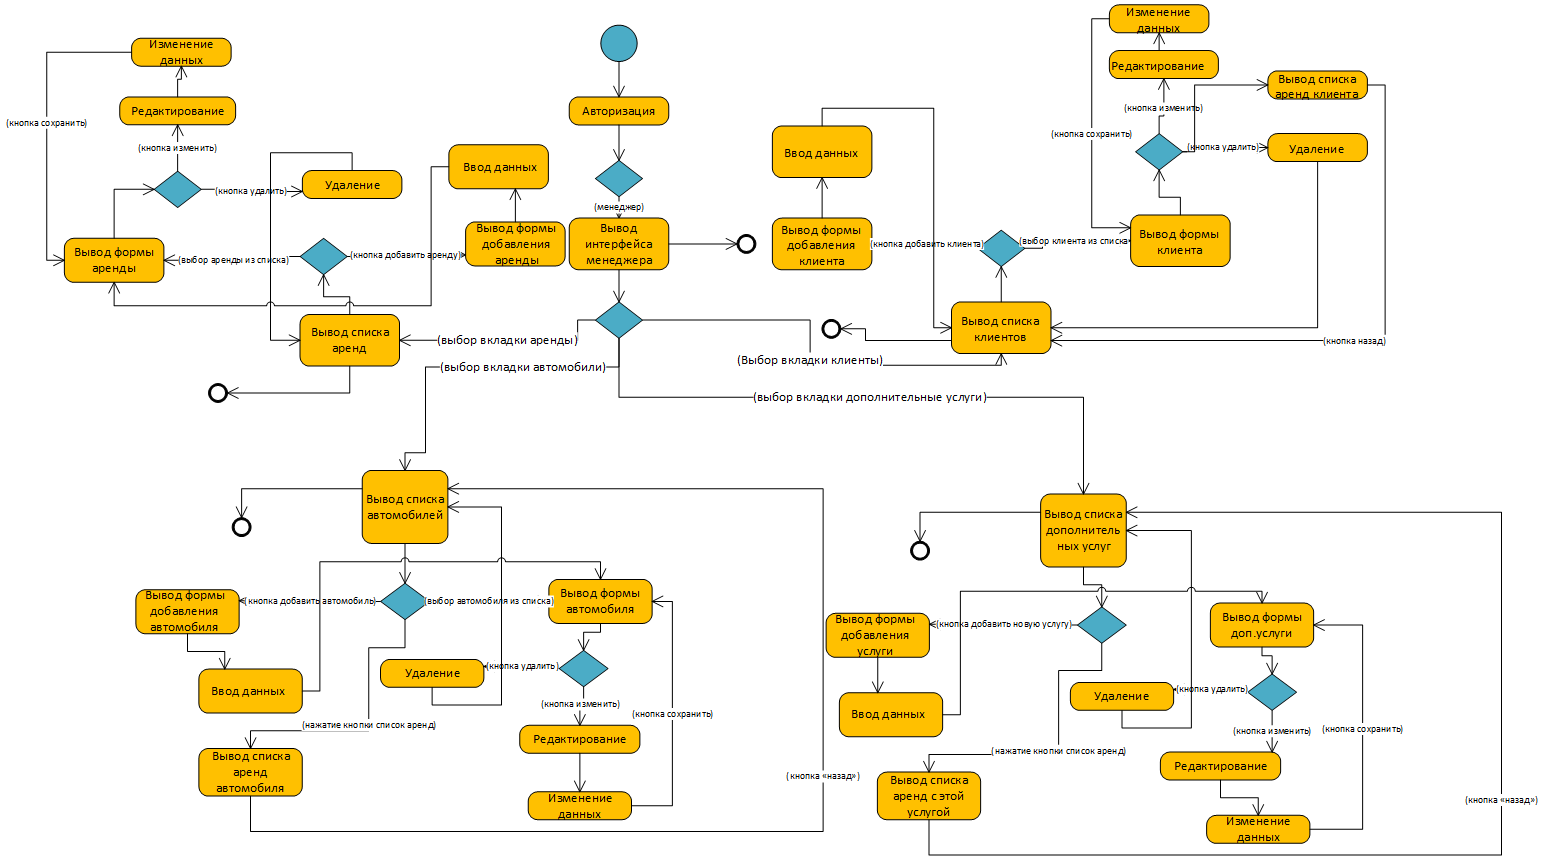 Изменение
данных
(кнопка сохранить)
Редактирование
(кнопка изменить)
(кнопка удалить)
Удаление
Вывод формы
аренды
(выбор аренды из списка)
(кнопка добавить аренду)
Ввод данных
Вывод формы
добавления
аренды
Вывод списка
аренд
Авторизация
(менеджер)
Вывод
интерфейса
менеджера
(выбор вкладки аренды)
(выбор вкладки автомобили)
(Выбор вкладки клиенты)
(выбор вкладки дополнительные услуги)
Ввод данных
Вывод формы
добавления
клиента
(кнопка добавить клиента)
(выбор клиента из списка)
Вывод списка
клиентов
Изменение
данных
Редактирование
(кнопка изменить)
(кнопка сохранить)
Вывод списка
аренд клиента
(кнопка удалить)
Удаление
Вывод формы
клиента
(кнопка назад)
Вывод списка
автомобилей
Вывод формы
добавления
автомобиля
(кнопка добавить автомобиль)
(выбор автомобиля из списка)
Вывод формы
автомобиля
Ввод данных
Удаление
(кнопка удалить)
(кнопка изменить)
(кнопка сохранить)
(нажатие кнопки список аренд)
Редактирование
Вывод списка
аренд
автомобиля
Изменение
данных
(кнопка «назад»)
Вывод списка
дополнитель
ных услуг
Вывод формы
добавления
услуги
(кнопка добавить новую услугу)
Вывод формы
доп.услуги
Ввод данных
Удаление
(кнопка удалить)
(кнопка изменить)
(кнопка сохранить)
(нажатие кнопки список аренд)
Редактирование
Вывод списка
аренд с этой
услугой
Изменение
данных
(кнопка «назад»)